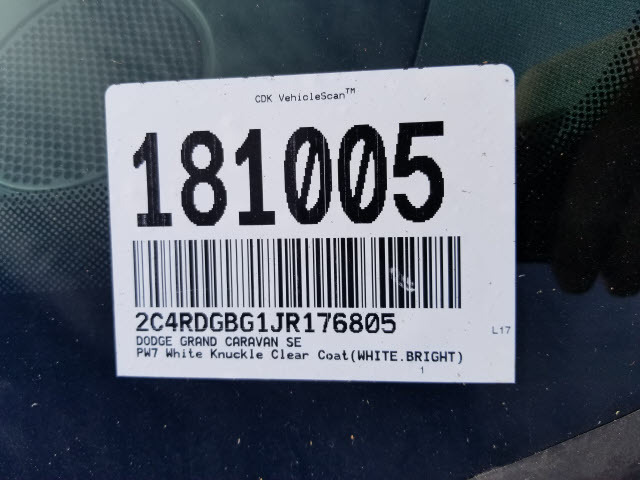 CDK VehicleScan™
181005
2C4RDGBG1JR176805
DODGE GRAND CARAVAN SE
L17
PW7 White Knuckle Clear Coat(WHITE.BRIGHT)
1